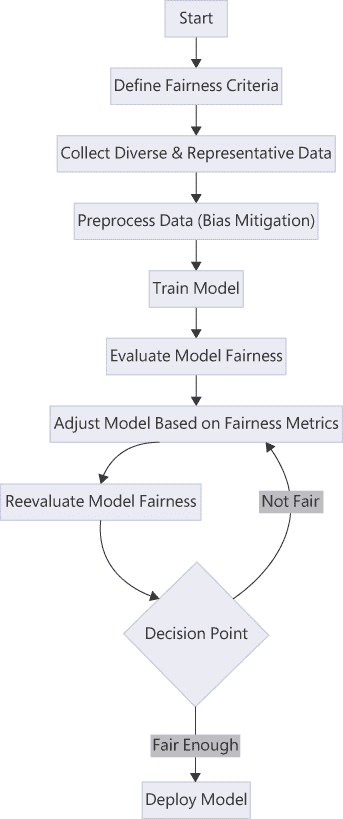 Start
Define Fairness Criteria
Collect Diverse & Representative Data
Preprocess Data (Bias Mitigation)
Train Model
Evaluate Model Fairness
Adjust Model Based on Fairness Metrics
Reevaluate Model Fairness
Not Fair
Decision Point
Fair Enough
Deploy Model